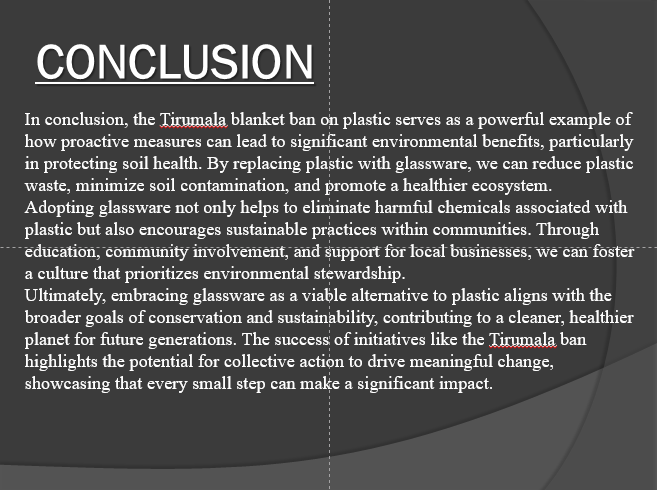 CONCLUSION
In conclusion, the Tirumala blanket ban on plastic serves as a powerful example of
how proactive measures can lead to significant environmental benefits, particularly
in protecting soil health. By replacing plastic with glassware, we can reduce plastic
waste, minimize soil contamination, and promote a healthier ecosystem.
Adopting glassware not only helps to eliminate harmful chemicals associated with
plastic but also encourages sustainable practices within communities. Through
education, community involvement, and support for local businesses, we can foster
a culture that prioritizes environmental stewardship.
Ultimately, embracing glassware as a viable alternative to plastic aligns with the
broader goals of conservation and sustainability, contributing to a cleaner, healthier
planet for future generations. The success of initiatives like the Tirumala ban
highlights the potential for collective action to drive meaningful change,
showcasing that every small step can make a significant impact.